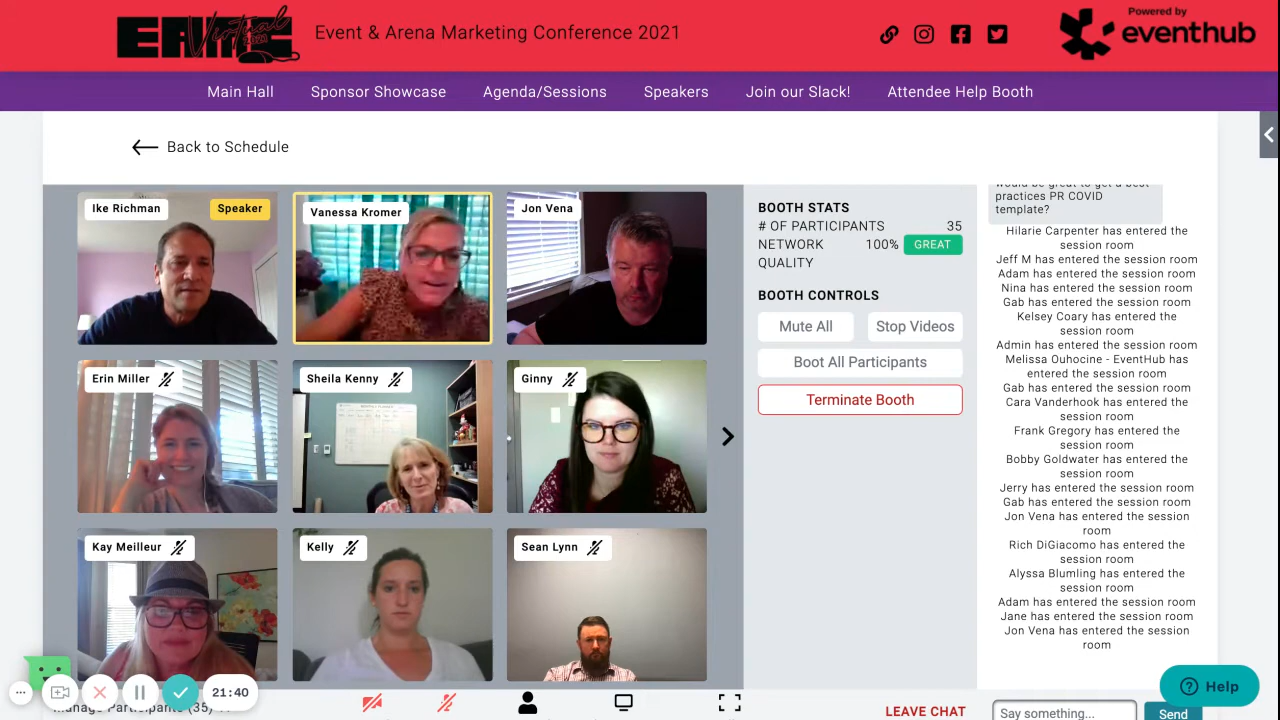 EAMC
Virtual
Event & Arena Marketing Conference 2021
Powered by
eventhub
Main Hall
Sponsor Showcase
Agenda/Sessions
Speakers
Join our Slack!
Attendee Help Booth
Back to Schedule
Ike Richman
Speaker
Vanessa Kromer
Jon Vena
Erin Miller
Sheila Kenny
Ginny
Kay Meilleur
Kelly
Sean Lynn
21:40
Manage Participants (35)
BOOTH STATS
# OF PARTICIPANTS 35
NETWORK 100% GREAT
QUALITY
BOOTH CONTROLS
Mute All
Stop Videos
Boot All Participants
Terminate Booth
would be great to get a best
practices PR COVID
template?
Hilarie Carpenter has entered the
session room
Jeff M has entered the session room
Adam has entered the session room
Nina has entered the session room
Gab has entered the session room
Kelsey Coary has entered the
session room
Admin has entered the session room
Melissa Ouhocine - EventHub has
entered the session room
Gab has entered the session room
Cara Vanderhook has entered the
session room
Frank Gregory has entered the
session room
Bobby Goldwater has entered the
session room
Jerry has entered the session room
Gab has entered the session room
Jon Vena has entered the session
room
Rich DiGiacomo has entered the
session room
Alyssa Blumling has entered the
session room
Adam has entered the session room
Jane has entered the session room
Jon Vena has entered the session
room
Help
LEAVE CHAT
Say something...
Send